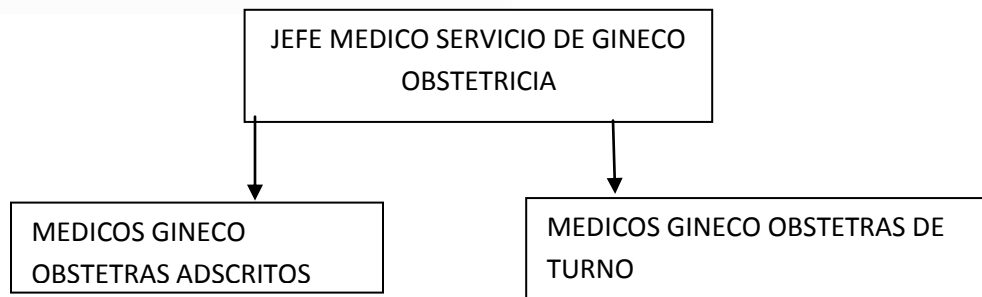 JEFE MEDICO SERVICIO DE GINECO
OBSTETRICIA
MEDICOS GINECO
OBSTETRAS ADSCRITOS
MEDICOS GINECO OBSTETRAS DE
TURNO